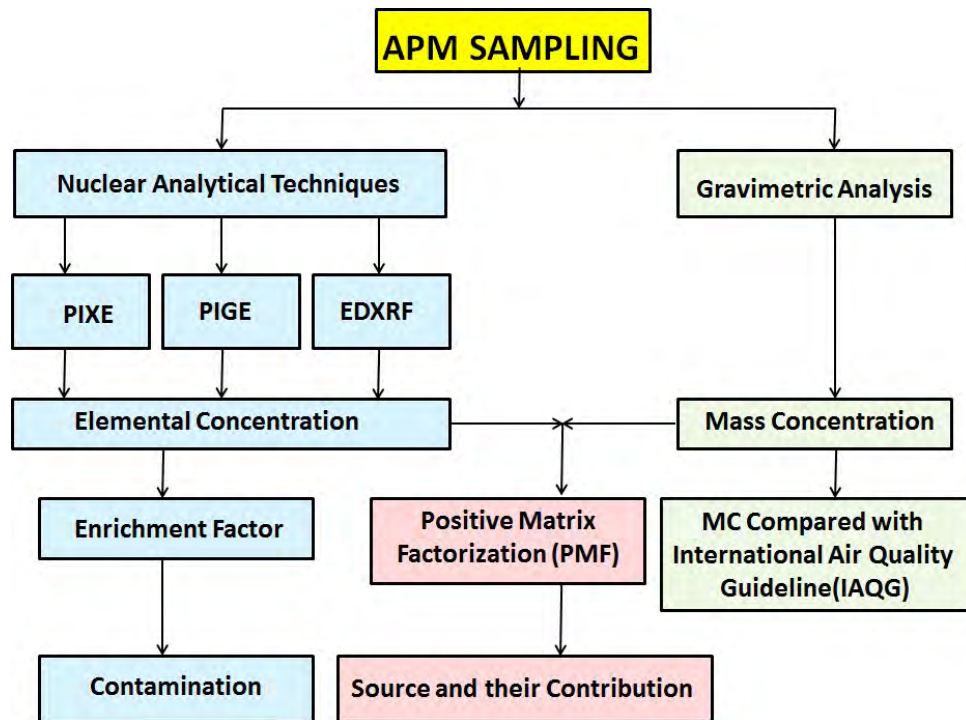 APM SAMPLING
Nuclear Analytical Techniques
Gravimetric Analysis
PIXE
PIGE
EDXRF
Elemental Concentration
Mass Concentration
Enrichment Factor
Positive Matrix
Factorization (PMF)
MC Compared with
International Air Quality
Guideline(IAQG)
Contamination
Source and their Contribution